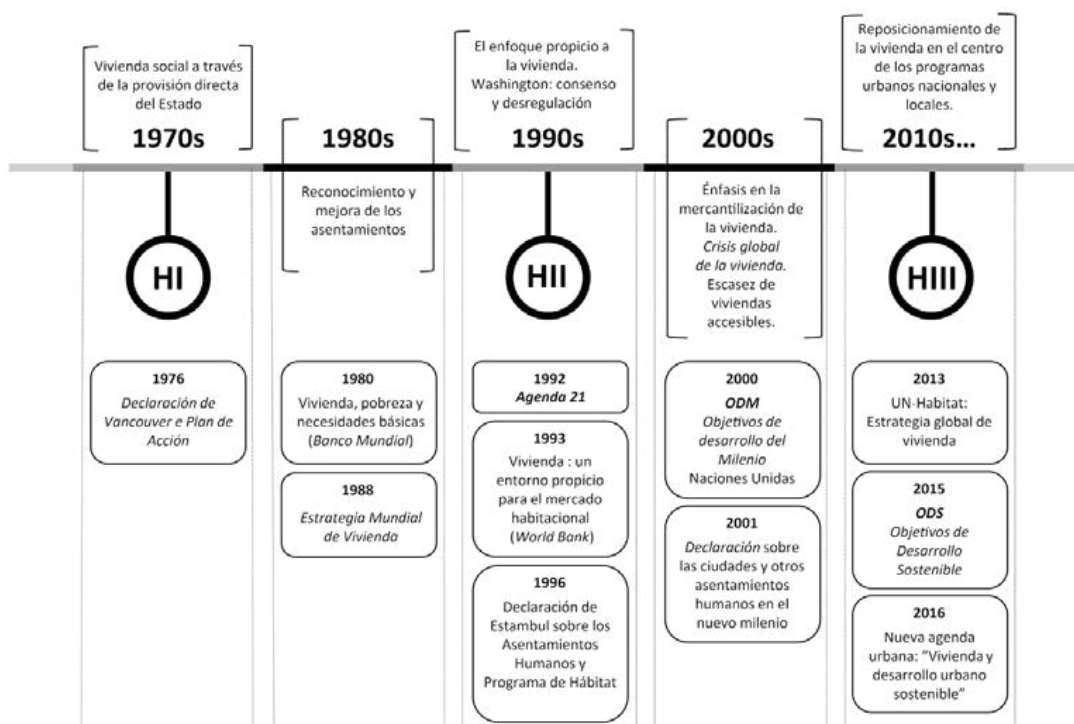 Vivienda social a través
de la provisión directa
del Estado
1970s
HI
1976
Declaración de
Vancouver e Plan de
Acción
1980s
Reconocimiento y
mejora de los
asentamientos
1980
Vivienda, pobreza y
necesidades básicas
(Banco Mundial)
1988
Estrategia Mundial
de Vivienda
El enfoque propicio a
la vivienda.
Washington: consenso
y desregulación
1990s
HII
1992
Agenda 21
1993
Vivienda : un
entorno propicio
para el mercado
habitacional
(World Bank)
1996
Declaración de
Estambul sobre los
Asentamientos
Humanos y
Programa de Hábitat
2000s
Énfasis en la
mercantilización de
la vivienda.
Crisis global
de la vivienda.
Escasez de
viviendas
accesibles.
2000
ODM
Objetivos de
desarrollo del
Milenio
Naciones Unidas
2001
Declaración sobre
las ciudades y otros
asentamientos
humanos en el
nuevo milenio
Reposicionamiento de
la vivienda en el centro
de los programas
urbanos nacionales y
locales.
2010s...
HIII
2013
UN-Habitat:
Estrategia global de
vivienda
2015
ODS
Objetivos de
Desarrollo
Sostenible
2016
Nueva agenda
urbana: “Vivienda y
desarrollo urbano
sostenible”